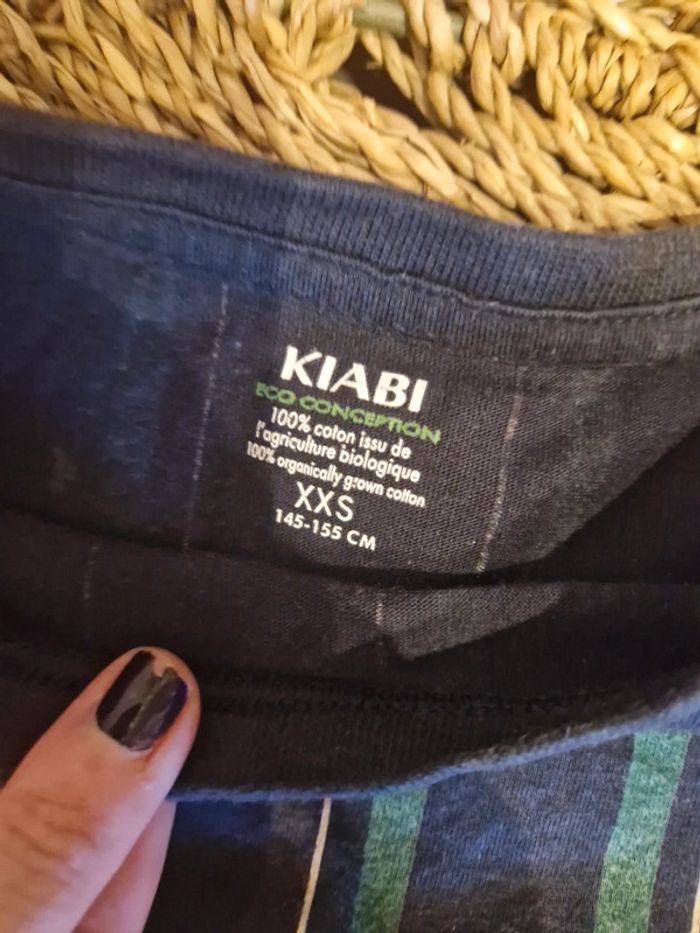 KIABI
ECO CONCEPTION
100% coton issu de
l'agriculture biologique
100% organically grown cotton
XXS
145-155 CM